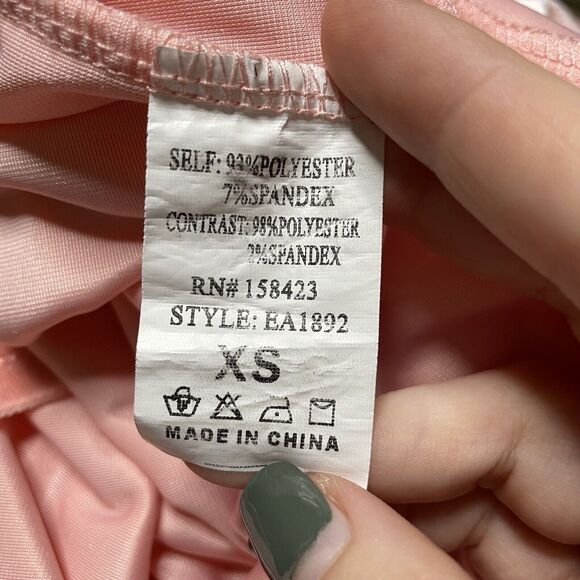 SELF: 93%POLYESTER
7%SPANDEX
CONTRAST: 98%POLYESTER
2%SPANDEX
RN# 158423
STYLE: EA1892
XS
MADE IN CHINA